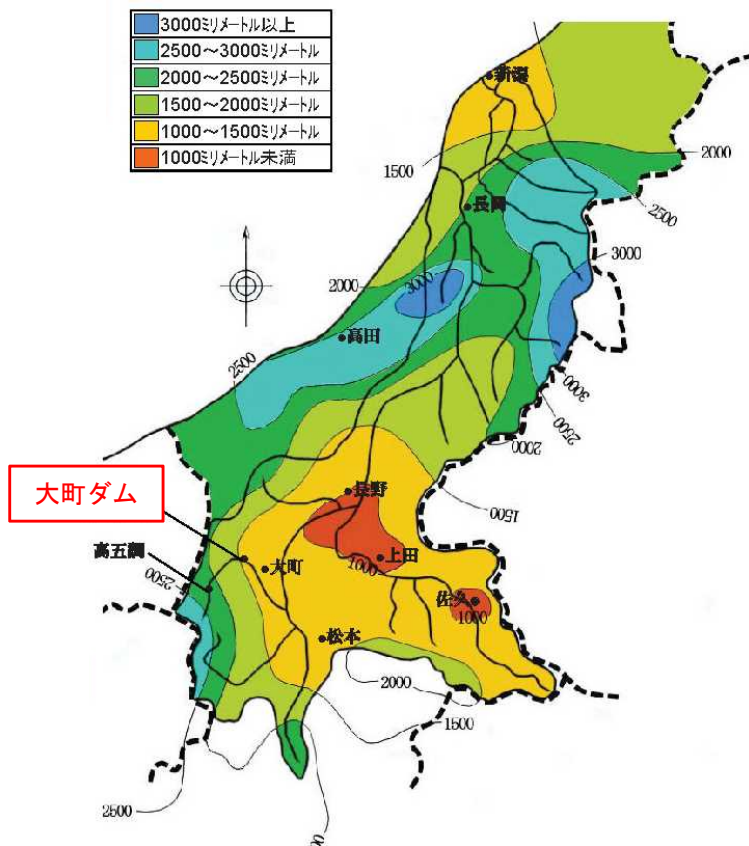 3000ミリメートル以上
2500～3000ミリメートル
2000～2500ミリメートル
1500～2000ミリメートル
1000～1500ミリメートル
1000ミリメートル未満
新潟
2000
1500
長岡
2500
3000
2000
3000
高田
2500
3000
2500
2000
大町ダム
長野
1500
高五瀾
大町
1000
上田
2500
佐久
1000
松本
2000
1500
2500